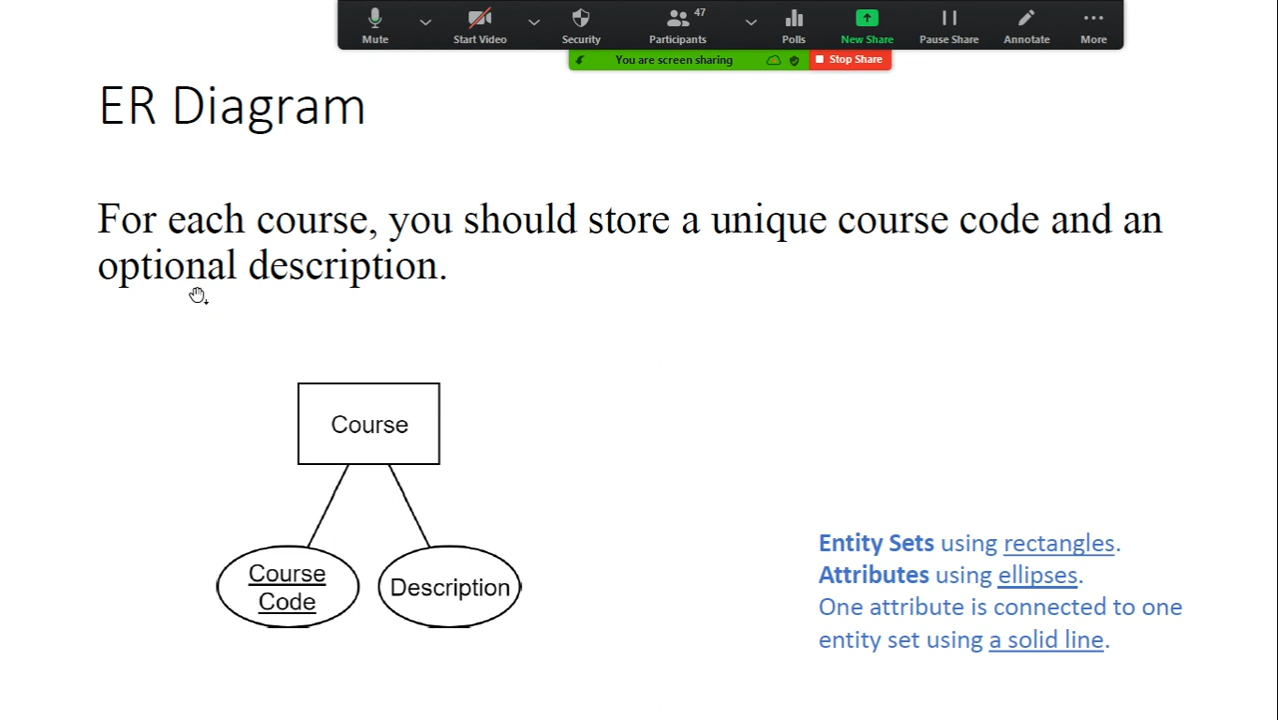 47
Mute
Start Video
Security
Participants
Polls
New Share
Pause Share
Annotate
More
You are screen sharing
Stop Share
ER Diagram
For each course, you should store a unique course code and an
optional description.
Course
Course
Code
Description
Entity Sets using rectangles.
Attributes using ellipses.
One attribute is connected to one
entity set using a solid line.